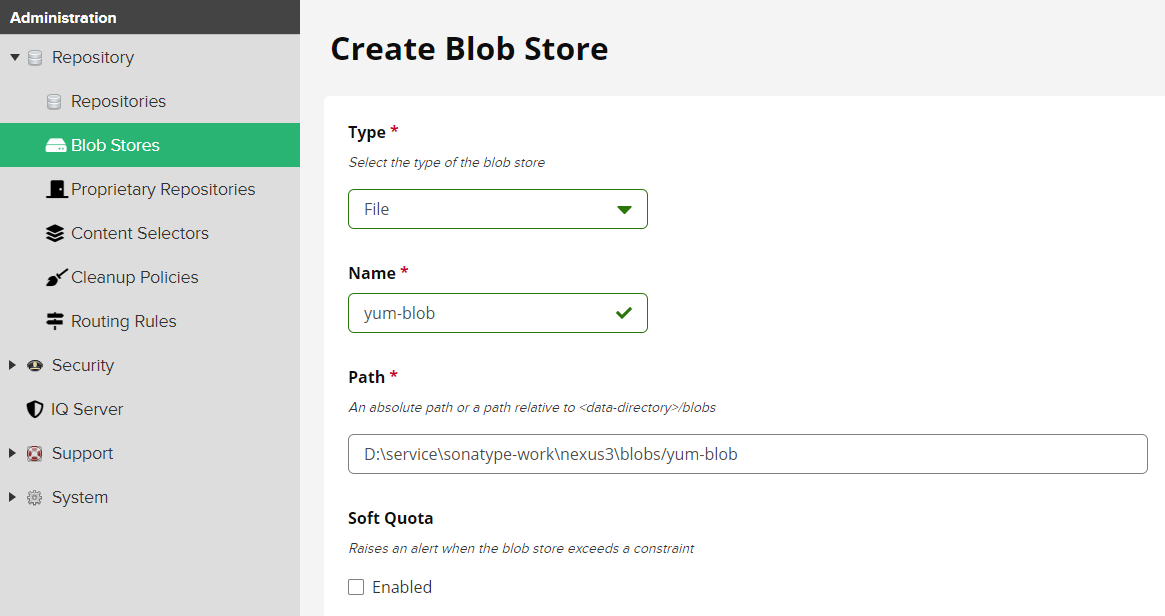 Administration
Repository
Repositories
Blob Stores
Proprietary Repositories
Content Selectors
Cleanup Policies
Routing Rules
Security
IQ Server
Support
System
Create Blob Store
Type *
Select the type of the blob store
File
Name *
yum-blob
Path *
An absolute path or a path relative to <data-directory>/blobs
D:\service\sonatype-work\nexus3\blobs/yum-blob
Soft Quota
Raises an alert when the blob store exceeds a constraint
Enabled